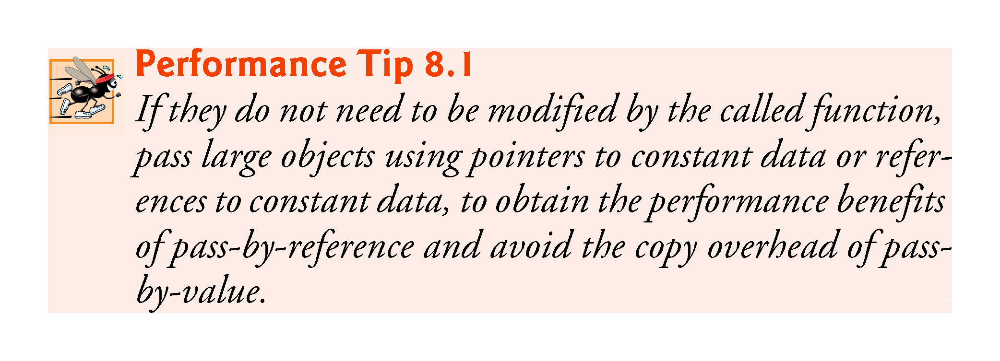 Performance Tip 8.1
If they do not need to be modified by the called function,
pass large objects using pointers to constant data or refer-
ences to constant data, to obtain the performance benefits
of pass-by-reference and avoid the copy overhead of pass-
by-value.
8.1